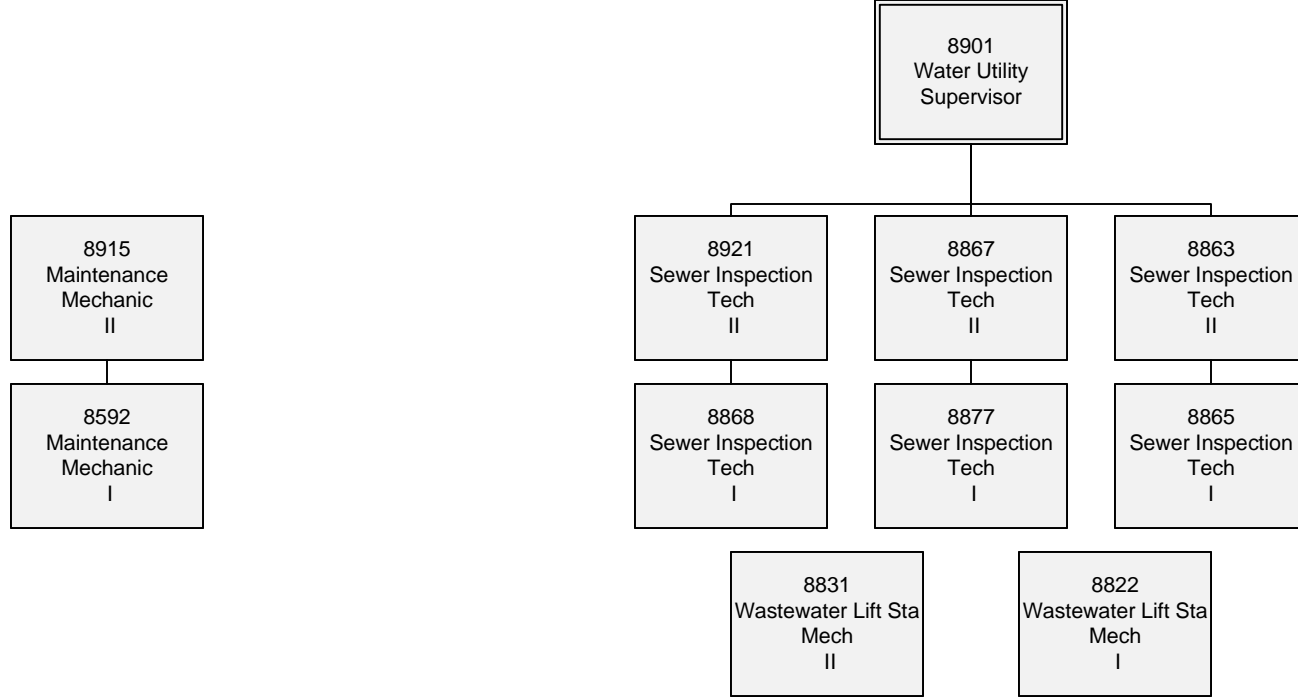 8901
Water Utility
Supervisor
8915
Maintenance
Mechanic
II
8921
Sewer Inspection
Tech
II
8867
Sewer Inspection
Tech
II
8863
Sewer Inspection
Tech
II
8592
Maintenance
Mechanic
I
8868
Sewer Inspection
Tech
I
8877
Sewer Inspection
Tech
I
8865
Sewer Inspection
Tech
I
8831
Wastewater Lift Sta
Mech
II
8822
Wastewater Lift Sta
Mech
I